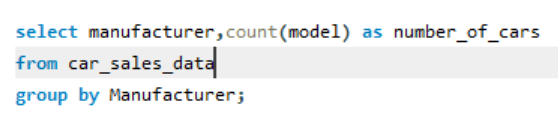 select manufacturer,count(model) as number_of_cars
from car_sales_data
group by Manufacturer;